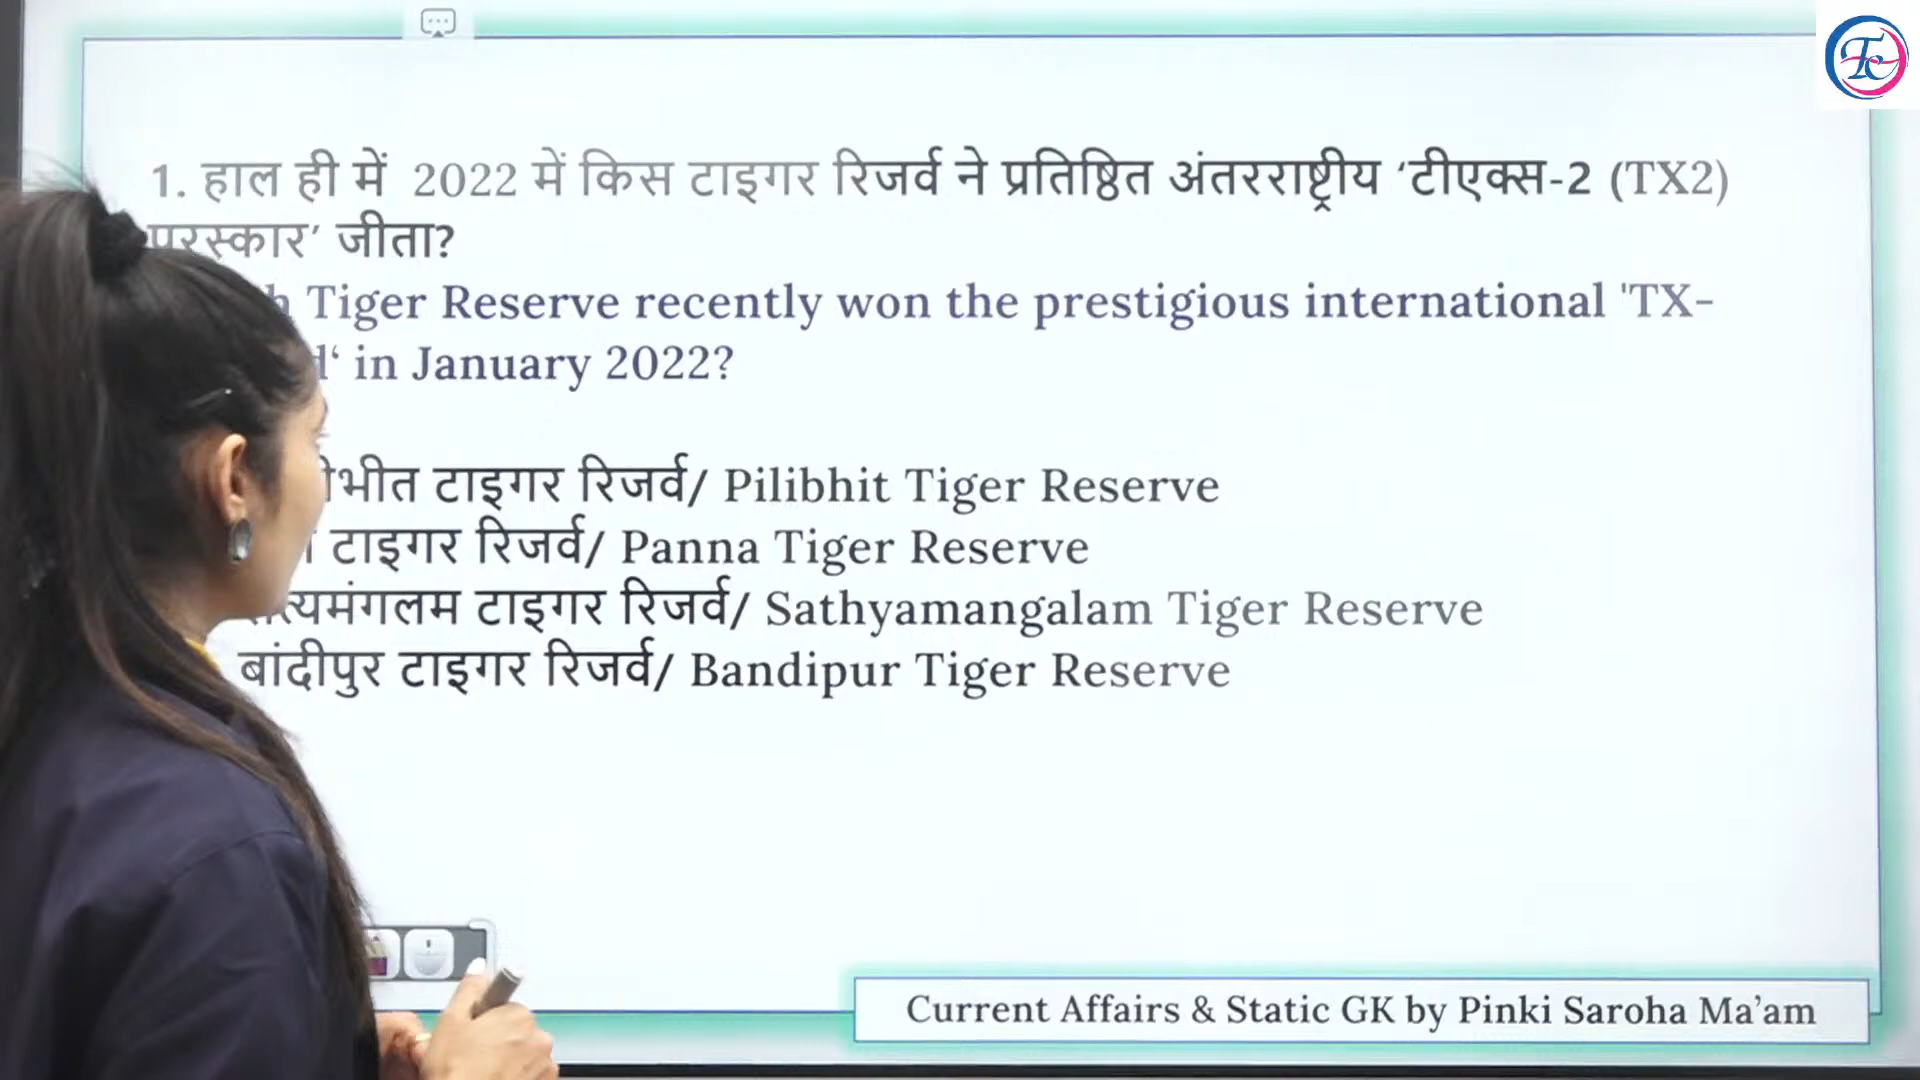 1. हाल ही में 2022 में किस टाइगर रिजर्व ने प्रतिष्ठित अंतरराष्ट्रीय ‘टीएक्स-2 (TX2)
पुरस्कार’ जीता?
Tiger Reserve recently won the prestigious international 'TX-
in January 2022?
टाइगर रिजर्व/ Pilibhit Tiger Reserve
टाइगर रिजर्व/ Panna Tiger Reserve
टाइगर रिजर्व/ Sathyamangalam Tiger Reserve
बांदीपुर टाइगर रिजर्व/ Bandipur Tiger Reserve
Current Affairs & Static GK by Pinki Saroha Ma’am
Tc